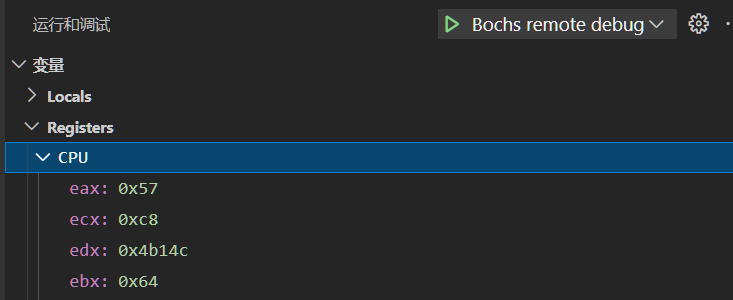 运行和调试
Bochs remote debug
变量
Locals
Registers
CPU
eax: 0x57
ecx: 0xc8
edx: 0x4b14c
ebx: 0x64